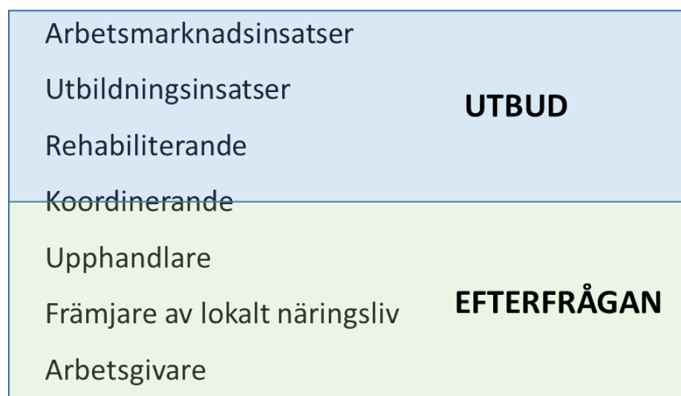 Arbetsmarknadsinsatser
Utbildningsinsatser
UTBUD
Rehabiliterande
Koordinerande
Upphandlare
Främjare av lokalt näringsliv
EFTERFRÅGAN
Arbetsgivare